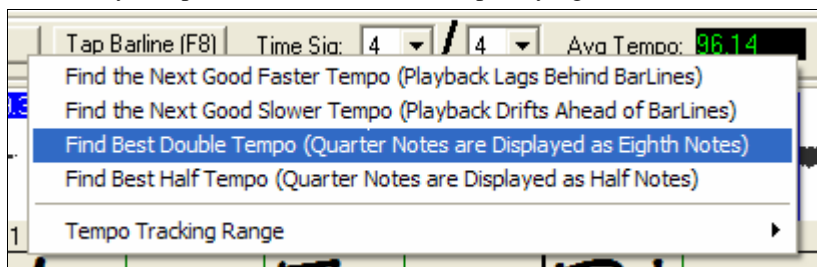 Tap Barline (F8) Time Sig: 4 / 4 Avg Tempo: 96.14
Find the Next Good Faster Tempo (Playback Lags Behind BarLines)
Find the Next Good Slower Tempo (Playback Drifts Ahead of BarLines)
Find Best Double Tempo (Quarter Notes are Displayed as Eighth Notes)
Find Best Half Tempo (Quarter Notes are Displayed as Half Notes)
Tempo Tracking Range
1